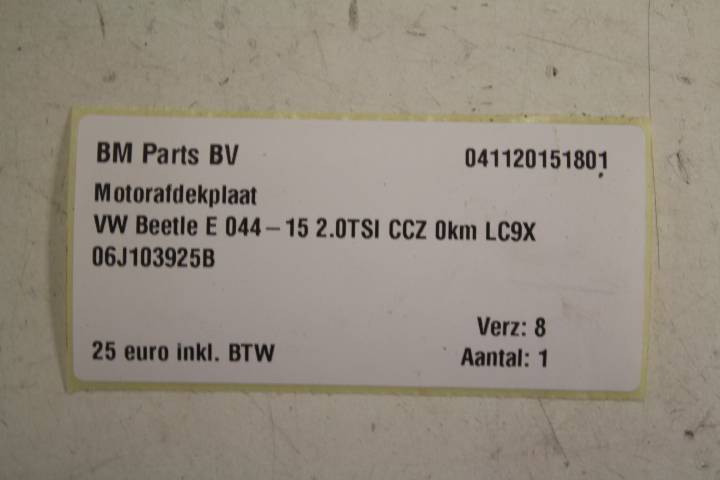 BM Parts BV 041120151801
Motorafdekplaat
VW Beetle E 044-15 2.0TSI CCZ 0km LC9X
06J103925B
Verz: 8
25 euro inkl. BTW Aantal: 1